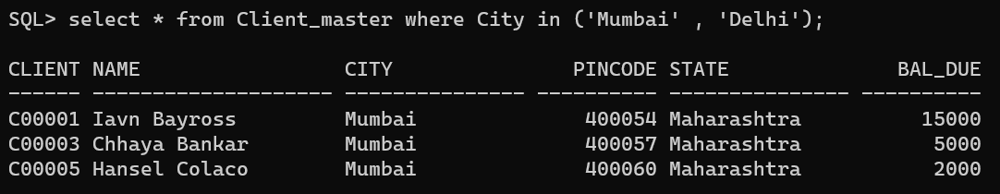 SQL> select * from Client_master where City in ('Mumbai' , 'Delhi');
CLIENT NAME                 CITY               PINCODE STATE              BAL_DUE
------ -------------------- --------------- ---------- --------------- ----------
C00001 Iavn Bayross         Mumbai              400054 Maharashtra          15000
C00003 Chhaya Bankar        Mumbai              400057 Maharashtra           5000
C00005 Hansel Colaco        Mumbai              400060 Maharashtra           2000